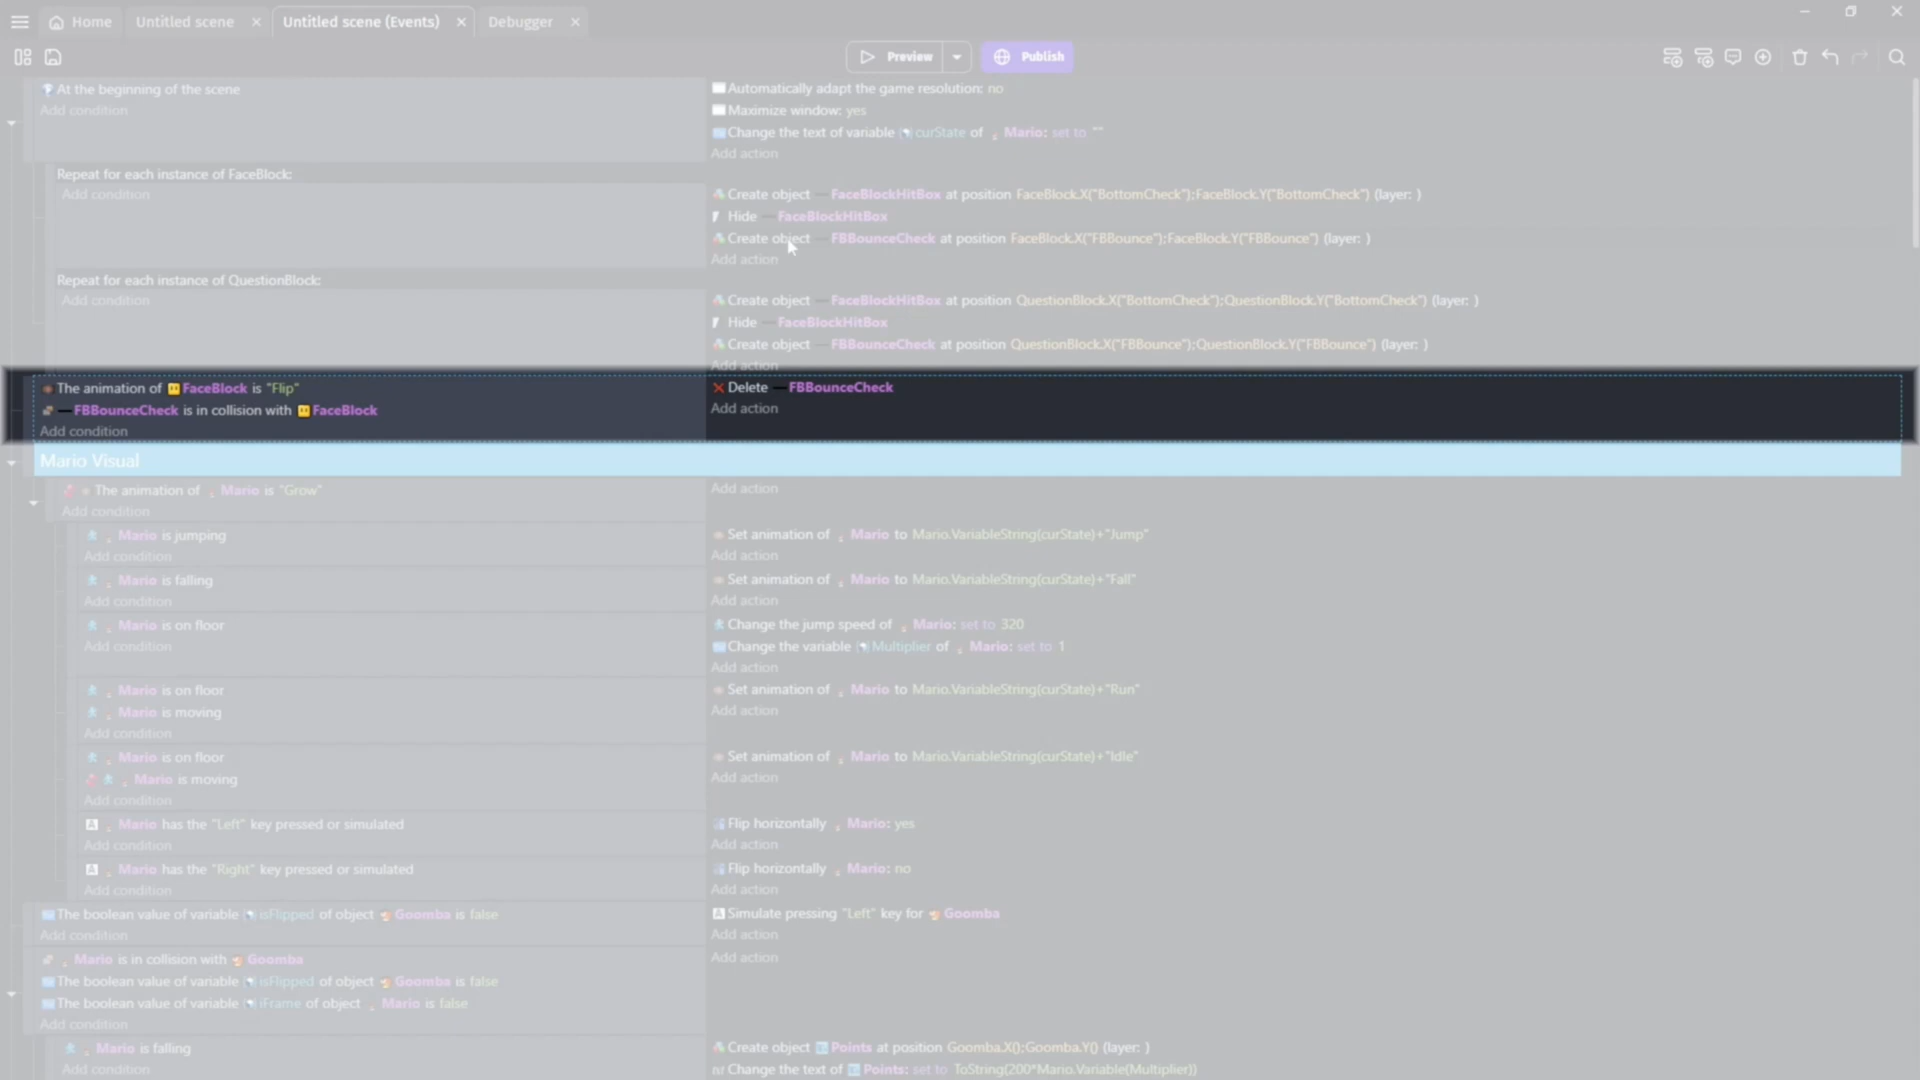 Home
Untitled scene
Untitled scene (Events)
Debugger
Preview
Publish
At the beginning of the scene
Add condition
Automatically adapt the game resolution: no
Maximize window: yes
Change the text of variable curState of Mario: set to ""
Add action
Repeat for each instance of FaceBlock:
Add condition
Create object FaceBlockHitBox at position FaceBlock.X("BottomCheck");FaceBlock.Y("BottomCheck") (layer: )
Hide FaceBlockHitBox
Create object FBBounceCheck at position FaceBlock.X("FBBounce");FaceBlock.Y("FBBounce") (layer: )
Add action
Repeat for each instance of QuestionBlock:
Add condition
Create object FaceBlockHitBox at position QuestionBlock.X("BottomCheck");QuestionBlock.Y("BottomCheck") (layer: )
Hide FaceBlockHitBox
Create object FBBounceCheck at position QuestionBlock.X("FBBounce");QuestionBlock.Y("FBBounce") (layer: )
Add action
The animation of FaceBlock is "Flip"
FBBounceCheck is in collision with FaceBlock
Add condition
Delete FBBounceCheck
Add action
Mario Visual
The animation of Mario is "Grow"
Add condition
Add action
Mario is jumping
Add condition
Set animation of Mario to Mario.VariableString(curState)+"Jump"
Add action
Mario is falling
Add condition
Set animation of Mario to Mario.VariableString(curState)+"Fall"
Add action
Mario is on floor
Add condition
Change the jump speed of Mario: set to 320
Change the variable Multiplier of Mario: set to 1
Add action
Mario is on floor
Mario is moving
Add condition
Set animation of Mario to Mario.VariableString(curState)+"Run"
Add action
Mario is on floor
Mario is moving
Add condition
Set animation of Mario to Mario.VariableString(curState)+"Idle"
Add action
Mario has the "Left" key pressed or simulated
Add condition
Flip horizontally Mario: yes
Add action
Mario has the "Right" key pressed or simulated
Add condition
Flip horizontally Mario: no
Add action
The boolean value of variable isFlipped of object Goomba is false
Add condition
Simulate pressing "Left" key for Goomba
Add action
Mario is in collision with Goomba
The boolean value of variable isFlipped of object Goomba is false
The boolean value of variable iFrame of object Mario is false
Add condition
Add action
Mario is falling
Add condition
Create object Points at position Goomba.X();Goomba.Y() (layer: )
Change the text of Points: set to ToString(200*Mario.Variable(Multiplier))